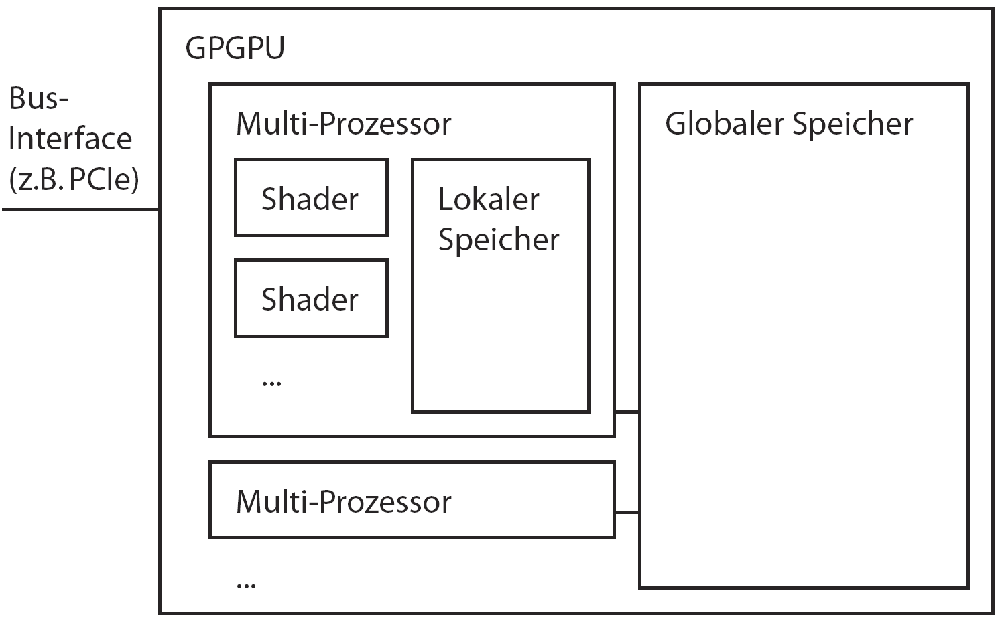 GPGPU
Bus-
Interface
(z.B. PCIe)
Multi-Prozessor
Shader
Shader
...
Lokaler
Speicher
Globaler Speicher
Multi-Prozessor
...